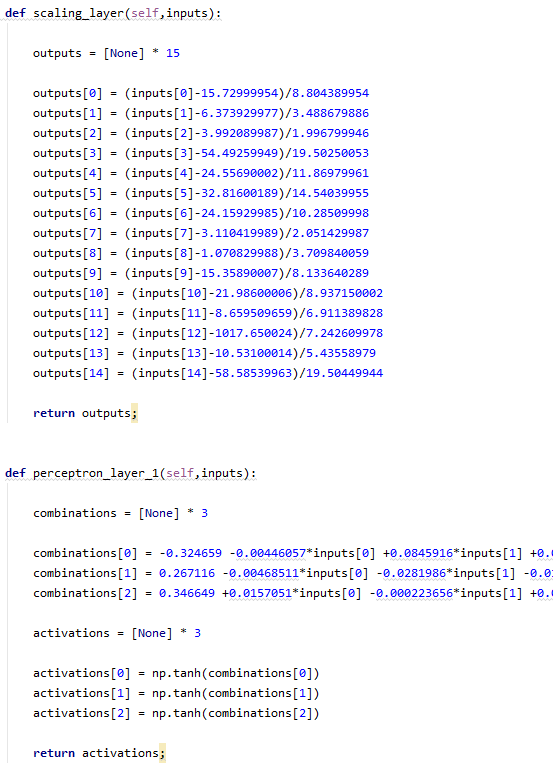 def scaling_layer(self,inputs):
outputs = [None] * 15
outputs[0] = (inputs[0]-15.72999954)/8.804389954
outputs[1] = (inputs[1]-6.373929977)/3.488679886
outputs[2] = (inputs[2]-3.992089987)/1.996799946
outputs[3] = (inputs[3]-54.49259949)/19.50250053
outputs[4] = (inputs[4]-24.55690002)/11.86979961
outputs[5] = (inputs[5]-32.81600189)/14.54039955
outputs[6] = (inputs[6]-24.15929985)/10.28509998
outputs[7] = (inputs[7]-3.110419989)/2.051429987
outputs[8] = (inputs[8]-1.070829988)/3.709840059
outputs[9] = (inputs[9]-15.35890007)/8.133640289
outputs[10] = (inputs[10]-21.98600006)/8.937150002
outputs[11] = (inputs[11]-8.659509659)/6.911389828
outputs[12] = (inputs[12]-1017.650024)/7.242609978
outputs[13] = (inputs[13]-10.53100014)/5.43558979
outputs[14] = (inputs[14]-58.58539963)/19.50449944
return outputs;
def perceptron_layer_1(self,inputs):
combinations = [None] * 3
combinations[0] = -0.324659 -0.00446057*inputs[0] +0.0845916*inputs[1] +0.
combinations[1] = 0.267116 -0.00468511*inputs[0] -0.0281986*inputs[1] -0.0
combinations[2] = 0.346649 +0.0157051*inputs[0] -0.000223656*inputs[1] +0.
activations = [None] * 3
activations[0] = np.tanh(combinations[0])
activations[1] = np.tanh(combinations[1])
activations[2] = np.tanh(combinations[2])
return activations;